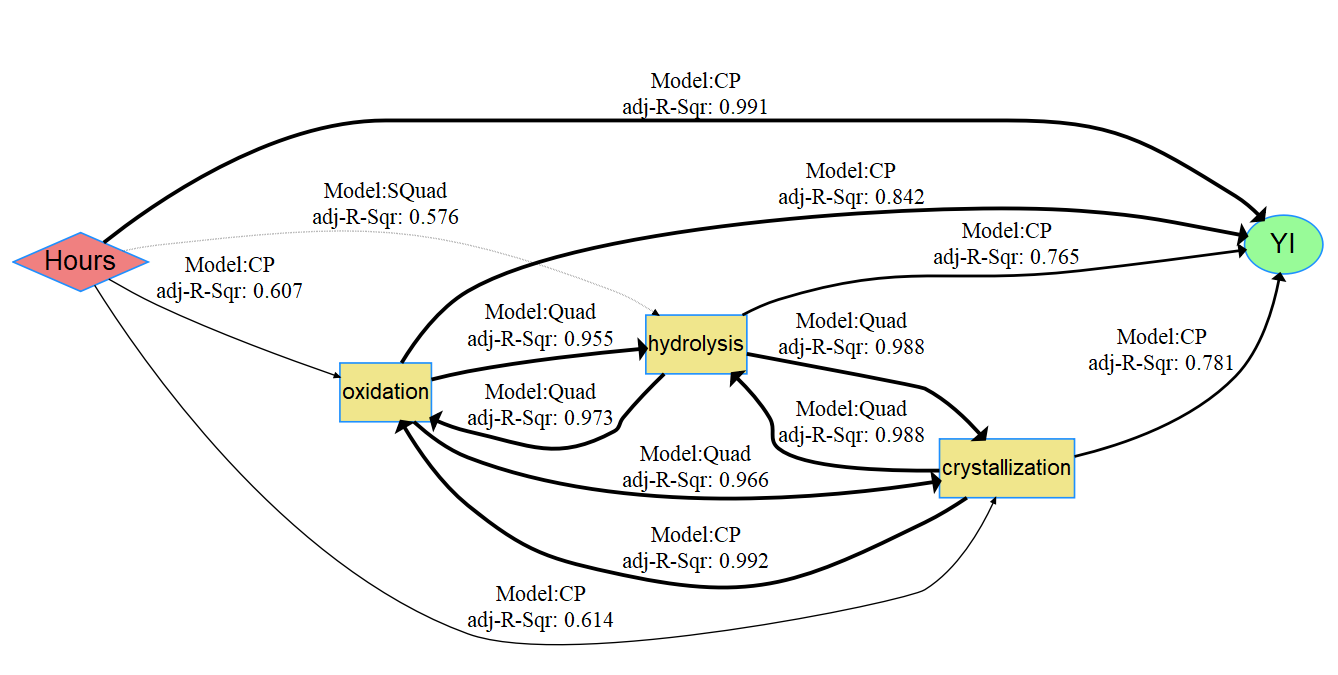 Model:CP
adj-R-Sqr: 0.991
Model:CP
adj-R-Sqr: 0.842
Model:SQuad
adj-R-Sqr: 0.576
Model:CP
adj-R-Sqr: 0.765
YI
Hours
Model:CP
adj-R-Sqr: 0.607
Model:Quad
adj-R-Sqr: 0.955
hydrolysis
Model:Quad
adj-R-Sqr: 0.988
Model:CP
adj-R-Sqr: 0.781
oxidation
Model:Quad
adj-R-Sqr: 0.973
Model:Quad
adj-R-Sqr: 0.988
Model:Quad
adj-R-Sqr: 0.966
crystallization
Model:CP
adj-R-Sqr: 0.992
Model:CP
adj-R-Sqr: 0.614